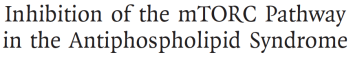 Inhibition of the mTORC Pathway
in the Antiphospholipid Syndrome